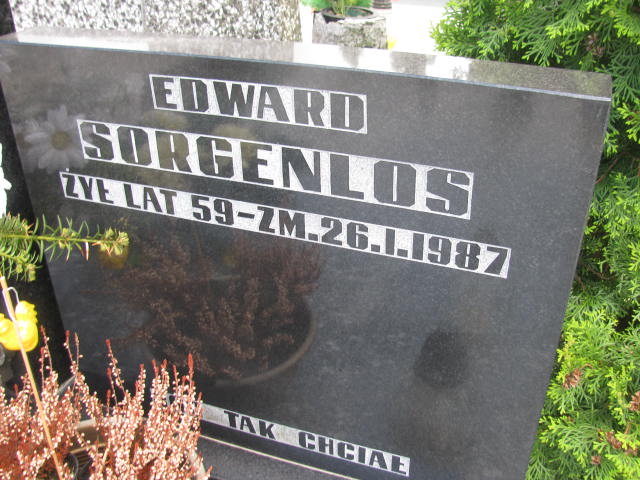 EDWARD
SORGENLOS
ŻYŁ LAT 59-ZM.26.I.1987
TAK CHCIAŁ